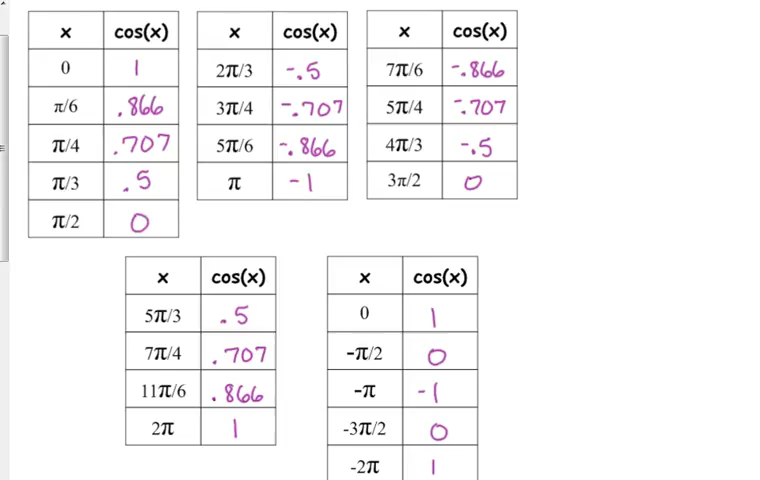 x cos(x)
0 1
π/6 .866
π/4 .707
π/3 .5
π/2 0
x cos(x)
2π/3 -.5
3π/4 -.707
5π/6 -.866
π -1
x cos(x)
7π/6 -.866
5π/4 -.707
4π/3 -.5
3π/2 0
x cos(x)
5π/3 .5
7π/4 .707
11π/6 .866
2π 1
x cos(x)
0 1
-π/2 0
-π -1
-3π/2 0
-2π 1